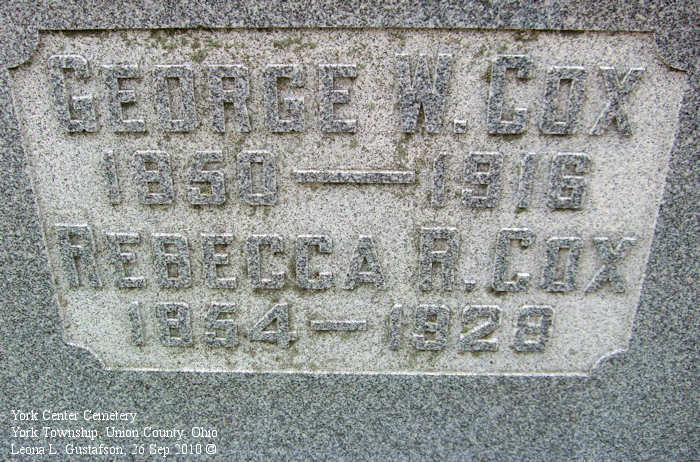 GEORGE W. COX
1850 — 1916
REBECCA R. COX
1854 — 1928
York Center Cemetery
York Township, Union County, Ohio
Leona L. Gustafson, 26 Sep 2010 ©